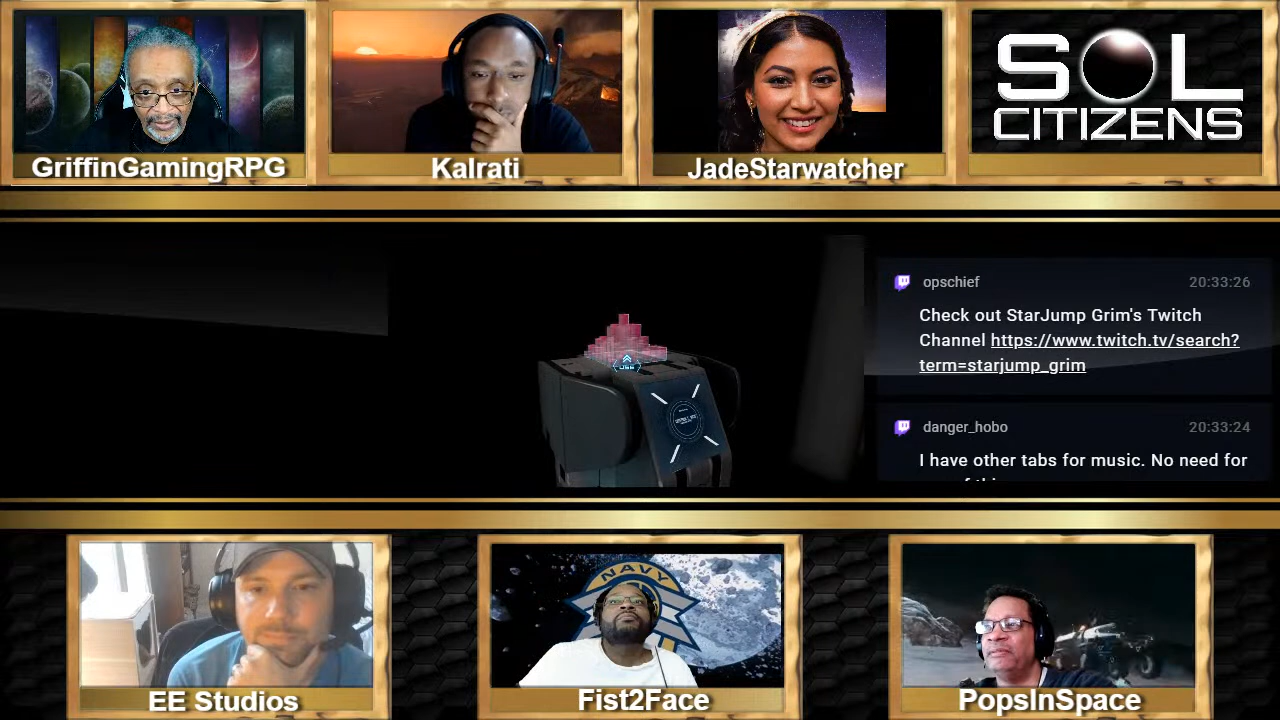 SOL
CITIZENS
GriffinGamingRPG
Kalrati
JadeStarwatcher
opschief
20:33:26
Check out StarJump Grim's Twitch
Channel https://www.twitch.tv/search?
term=starjump_grim
USE
danger_hobo
20:33:24
I have other tabs for music. No need for
NAVY
EE Studios
Fist2Face
PopsInSpace